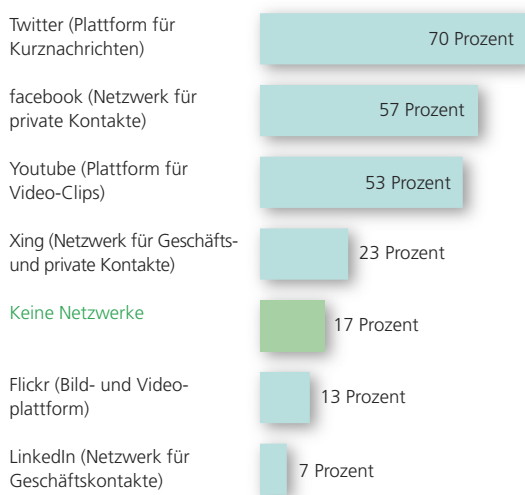 Twitter (Plattform für
Kurznachrichten)
70 Prozent
facebook (Netzwerk für
private Kontakte)
57 Prozent
Youtube (Plattform für
Video-Clips)
53 Prozent
Xing (Netzwerk für Geschäfts-
und private Kontakte)
23 Prozent
Keine Netzwerke
17 Prozent
Flickr (Bild- und Video-
plattform)
13 Prozent
LinkedIn (Netzwerk für
Geschäftskontakte)
7 Prozent